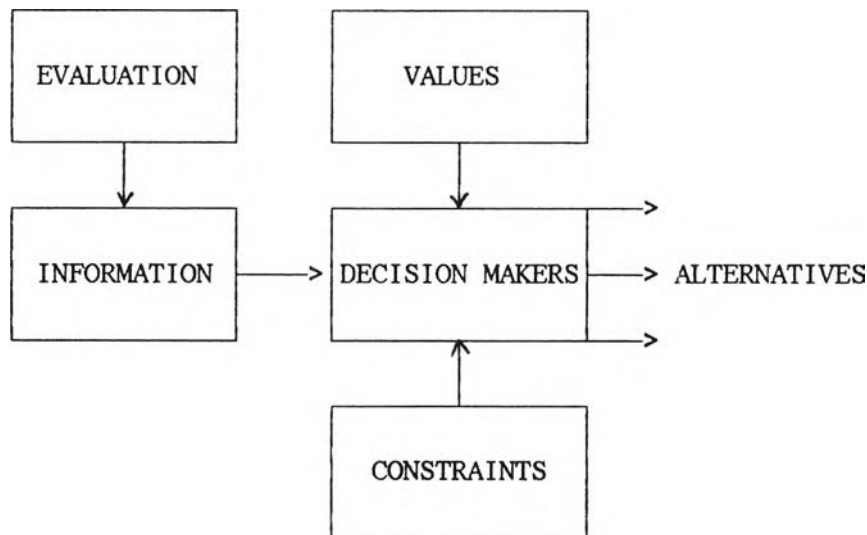 EVALUATION
VALUES
INFORMATION
DECISION MAKERS
ALTERNATIVES
CONSTRAINTS